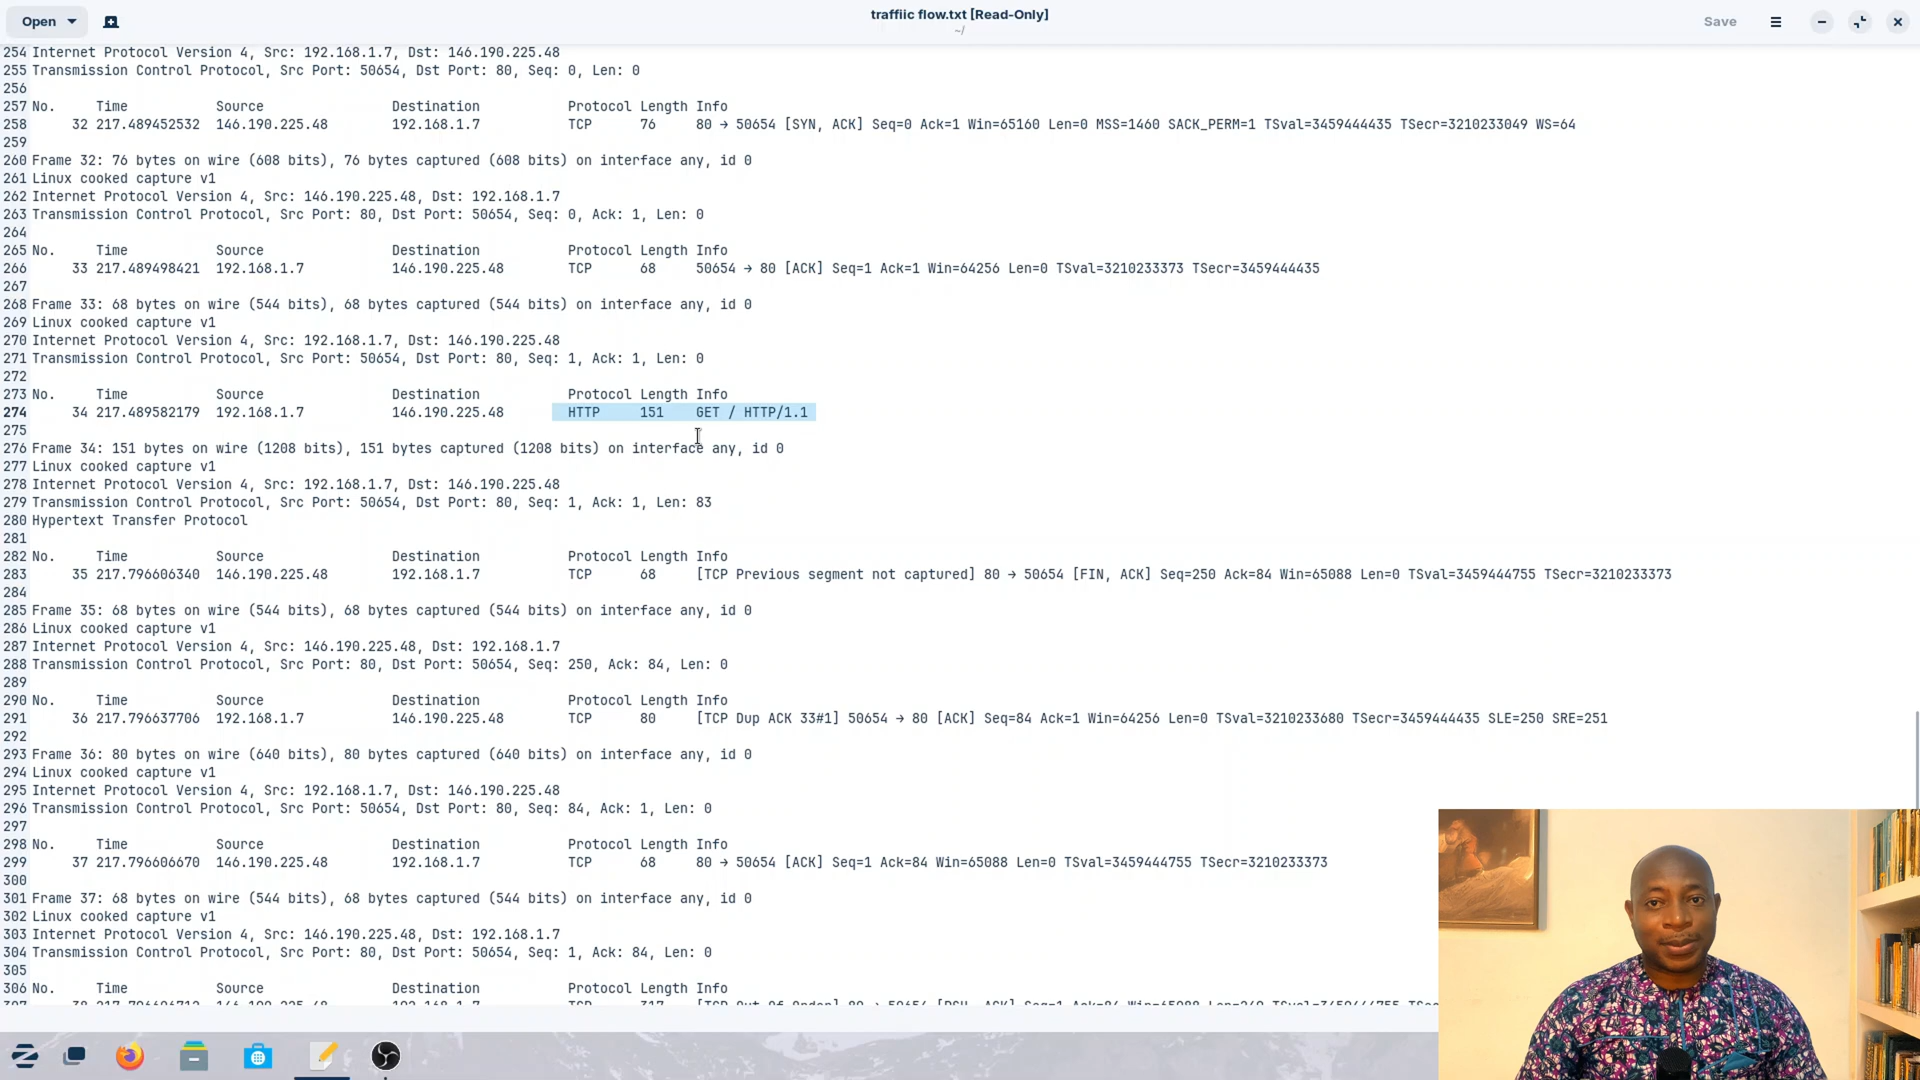 Open
traffiic flow.txt [Read-Only]
~/
Save
254 Internet Protocol Version 4, Src: 192.168.1.7, Dst: 146.190.225.48
255 Transmission Control Protocol, Src Port: 50654, Dst Port: 80, Seq: 0, Len: 0
256
257 No. Time Source Destination Protocol Length Info
258 32 217.489452532 146.190.225.48 192.168.1.7 TCP 76 80 → 50654 [SYN, ACK] Seq=0 Ack=1 Win=65160 Len=0 MSS=1460 SACK_PERM=1 TSval=3459444435 TSecr=3210233049 WS=64
259
260 Frame 32: 76 bytes on wire (608 bits), 76 bytes captured (608 bits) on interface any, id 0
261 Linux cooked capture v1
262 Internet Protocol Version 4, Src: 146.190.225.48, Dst: 192.168.1.7
263 Transmission Control Protocol, Src Port: 80, Dst Port: 50654, Seq: 0, Ack: 1, Len: 0
264
265 No. Time Source Destination Protocol Length Info
266 33 217.489498421 192.168.1.7 146.190.225.48 TCP 68 50654 → 80 [ACK] Seq=1 Ack=1 Win=64256 Len=0 TSval=3210233373 TSecr=3459444435
267
268 Frame 33: 68 bytes on wire (544 bits), 68 bytes captured (544 bits) on interface any, id 0
269 Linux cooked capture v1
270 Internet Protocol Version 4, Src: 192.168.1.7, Dst: 146.190.225.48
271 Transmission Control Protocol, Src Port: 50654, Dst Port: 80, Seq: 1, Ack: 1, Len: 0
272
273 No. Time Source Destination Protocol Length Info
274 34 217.489582179 192.168.1.7 146.190.225.48 HTTP 151 GET / HTTP/1.1
275
276 Frame 34: 151 bytes on wire (1208 bits), 151 bytes captured (1208 bits) on interface any, id 0
277 Linux cooked capture v1
278 Internet Protocol Version 4, Src: 192.168.1.7, Dst: 146.190.225.48
279 Transmission Control Protocol, Src Port: 50654, Dst Port: 80, Seq: 1, Ack: 1, Len: 83
280 Hypertext Transfer Protocol
281
282 No. Time Source Destination Protocol Length Info
283 35 217.796606340 146.190.225.48 192.168.1.7 TCP 68 [TCP Previous segment not captured] 80 → 50654 [FIN, ACK] Seq=250 Ack=84 Win=65088 Len=0 TSval=3459444755 TSecr=3210233373
284
285 Frame 35: 68 bytes on wire (544 bits), 68 bytes captured (544 bits) on interface any, id 0
286 Linux cooked capture v1
287 Internet Protocol Version 4, Src: 146.190.225.48, Dst: 192.168.1.7
288 Transmission Control Protocol, Src Port: 80, Dst Port: 50654, Seq: 250, Ack: 84, Len: 0
289
290 No. Time Source Destination Protocol Length Info
291 36 217.796637706 192.168.1.7 146.190.225.48 TCP 80 [TCP Dup ACK 33#1] 50654 → 80 [ACK] Seq=84 Ack=1 Win=64256 Len=0 TSval=3210233680 TSecr=3459444435 SLE=250 SRE=251
292
293 Frame 36: 80 bytes on wire (640 bits), 80 bytes captured (640 bits) on interface any, id 0
294 Linux cooked capture v1
295 Internet Protocol Version 4, Src: 192.168.1.7, Dst: 146.190.225.48
296 Transmission Control Protocol, Src Port: 50654, Dst Port: 80, Seq: 84, Ack: 1, Len: 0
297
298 No. Time Source Destination Protocol Length Info
299 37 217.796606670 146.190.225.48 192.168.1.7 TCP 68 80 → 50654 [ACK] Seq=1 Ack=84 Win=65088 Len=0 TSval=3459444755 TSecr=3210233373
300
301 Frame 37: 68 bytes on wire (544 bits), 68 bytes captured (544 bits) on interface any, id 0
302 Linux cooked capture v1
303 Internet Protocol Version 4, Src: 146.190.225.48, Dst: 192.168.1.7
304 Transmission Control Protocol, Src Port: 80, Dst Port: 50654, Seq: 1, Ack: 84, Len: 0
305
306 No. Time Source Destination Protocol Length Info